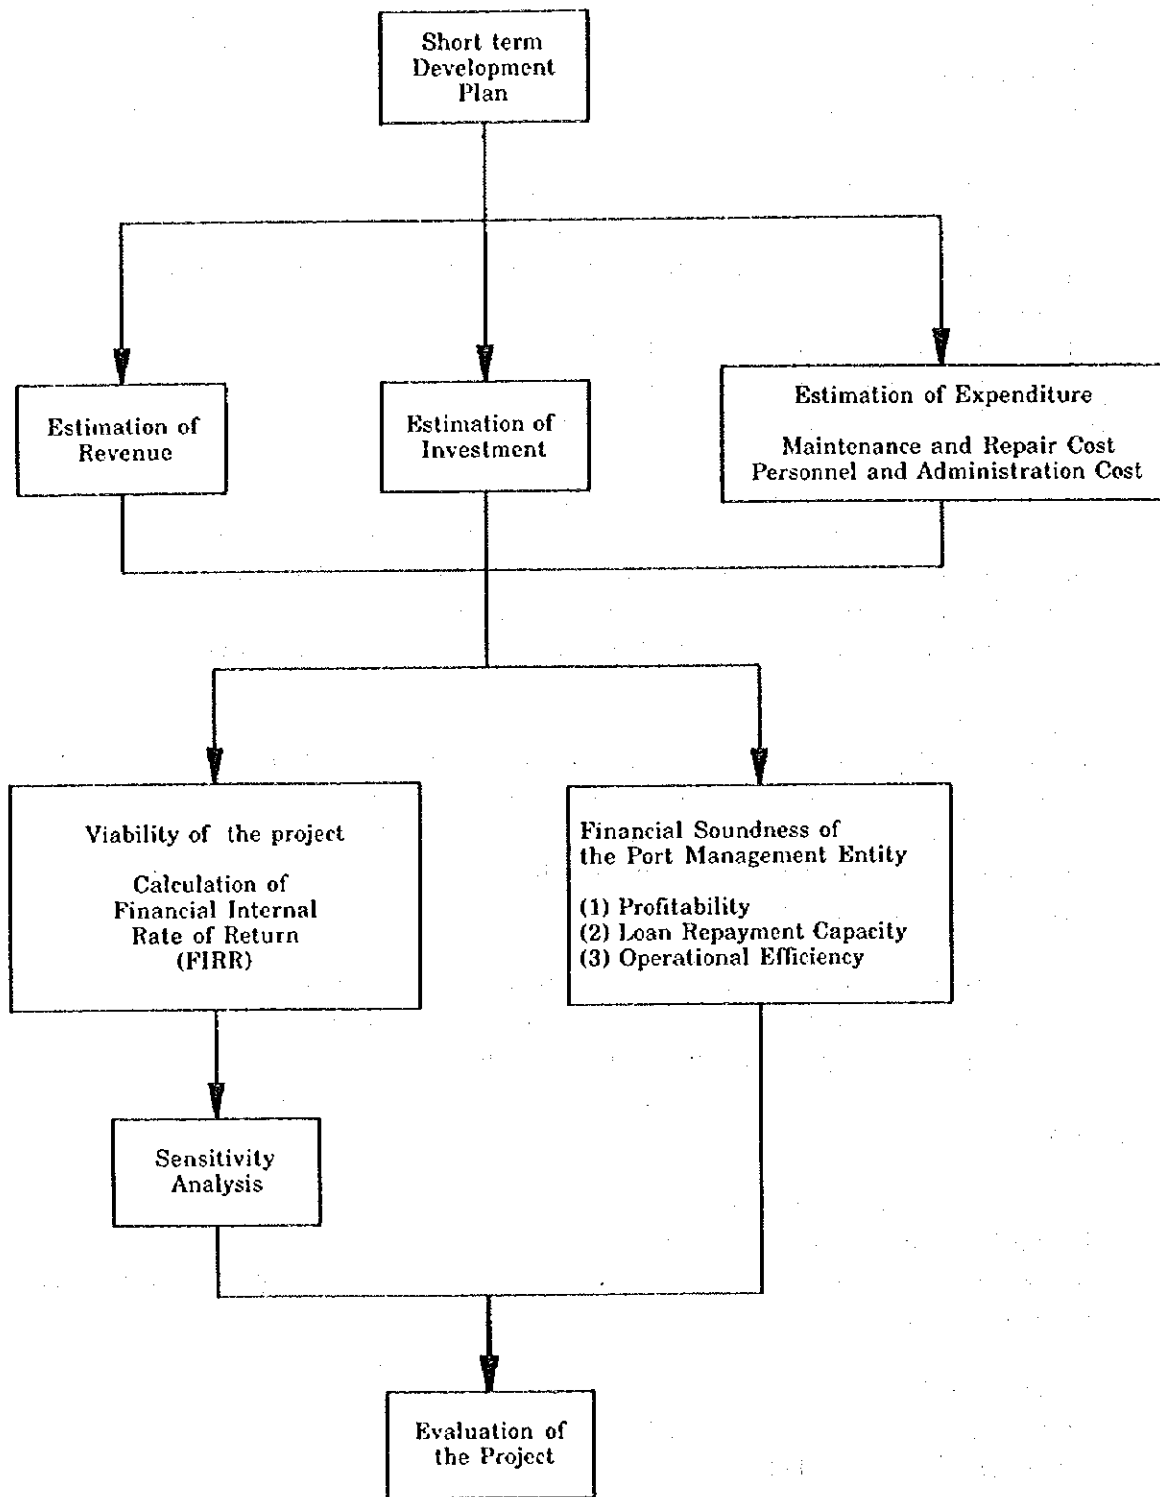 Short term
Development
Plan
Estimation of
Revenue
Estimation of
Investment
Estimation of Expenditure
Maintenance and Repair Cost
Personnel and Administration Cost
Viability of the project
Calculation of
Financial Internal
Rate of Return
(FIRR)
Financial Soundness of
the Port Management Entity
(1) Profitability
(2) Loan Repayment Capacity
(3) Operational Efficiency
Sensitivity
Analysis
Evaluation of
the Project